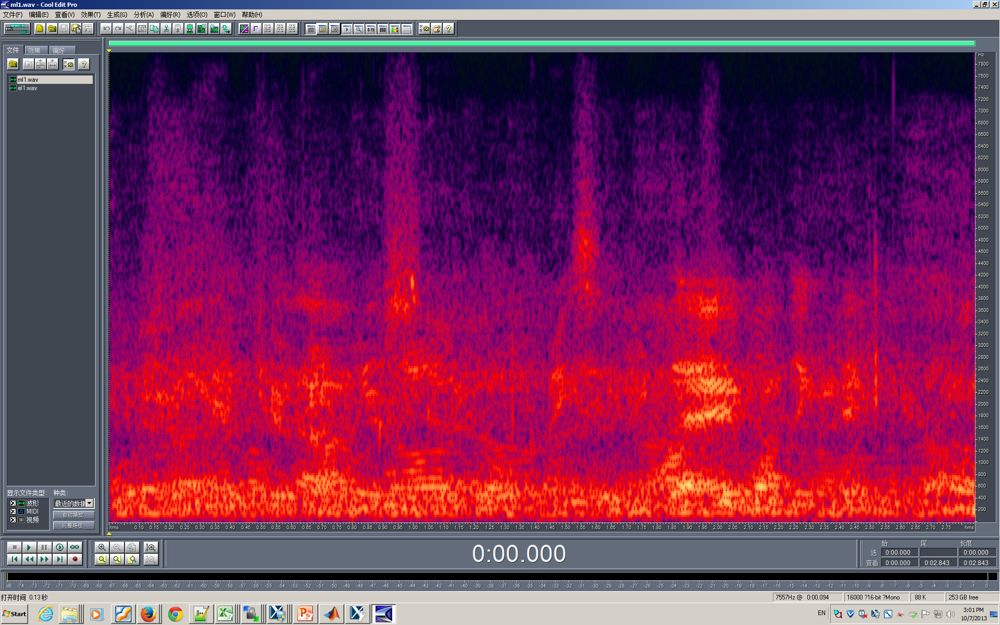 ml1.wav - Cool Edit Pro
文件(F) 编辑(E) 查看(V) 效果(T) 生成(G) 分析(A) 偏好(R) 选项(O) 窗口(W) 帮助(H)
文件 效果 偏好
ml1.wav
el1.wav
Hz
7800
7600
7400
7200
7000
6800
6600
6400
6200
6000
5800
5600
5400
5200
5000
4800
4600
4400
4200
4000
3800
3600
3400
3200
3000
2800
2600
2400
2200
2000
1800
1600
1400
1200
1000
800
600
400
200
hms 0.10 0.15 0.20 0.25 0.30 0.35 0.40 0.45 0.50 0.55 0.60 0.65 0.70 0.75 0.80 0.85 0.90 0.95 1.00 1.05 1.10 1.15 1.20 1.25 1.30 1.35 1.40 1.45 1.50 1.55 1.60 1.65 1.70 1.75 1.80 1.85 1.90 1.95 2.00 2.05 2.10 2.15 2.20 2.25 2.30 2.35 2.40 2.45 2.50 2.55 2.60 2.65 2.70 2.75 hms
显示文件类型: 种类:
波形 最近的数据
MIDI 自动播放
视频 完整路径
0:00.000
始 尾 长度
选 0:00.000 0:00.000
查看 0:00.000 0:02.843 0:02.843
dB -74 -73 -72 -71 -70 -69 -68 -67 -66 -65 -64 -63 -62 -61 -60 -59 -58 -57 -56 -55 -54 -53 -52 -51 -50 -49 -48 -47 -46 -45 -44 -43 -42 -41 -40 -39 -38 -37 -36 -35 -34 -33 -32 -31 -30 -29 -28 -27 -26 -25 -24 -23 -22 -21 -20 -19 -18 -17 -16 -15 -14 -13 -12 -11 -10 -9 -8 -7 -6 -5 -4 -3 -2 -1 0
打开时间 0.13 秒 7557Hz @ 0:00.094 16000 ?16-bit ?Mono 88 K 253 GB free
Start EN 3:01 PM
10/7/2013